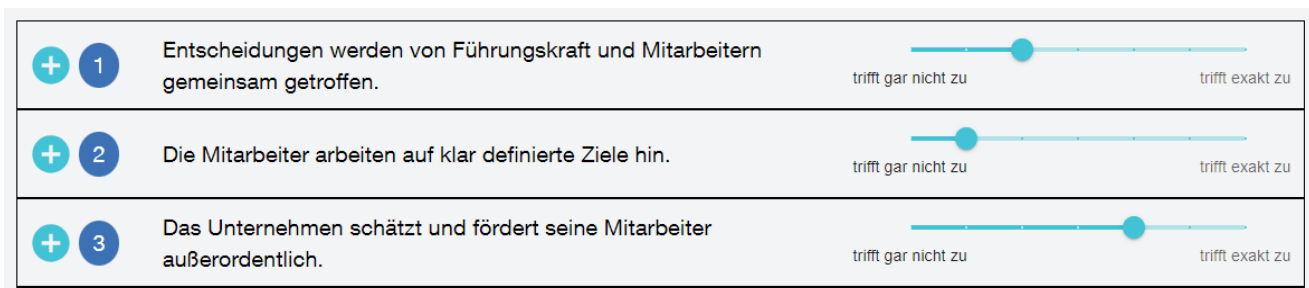 1
Entscheidungen werden von Führungskraft und Mitarbeitern
gemeinsam getroffen.
trifft gar nicht zu
trifft exakt zu
2
Die Mitarbeiter arbeiten auf klar definierte Ziele hin.
trifft gar nicht zu
trifft exakt zu
3
Das Unternehmen schätzt und fördert seine Mitarbeiter
außerordentlich.
trifft gar nicht zu
trifft exakt zu